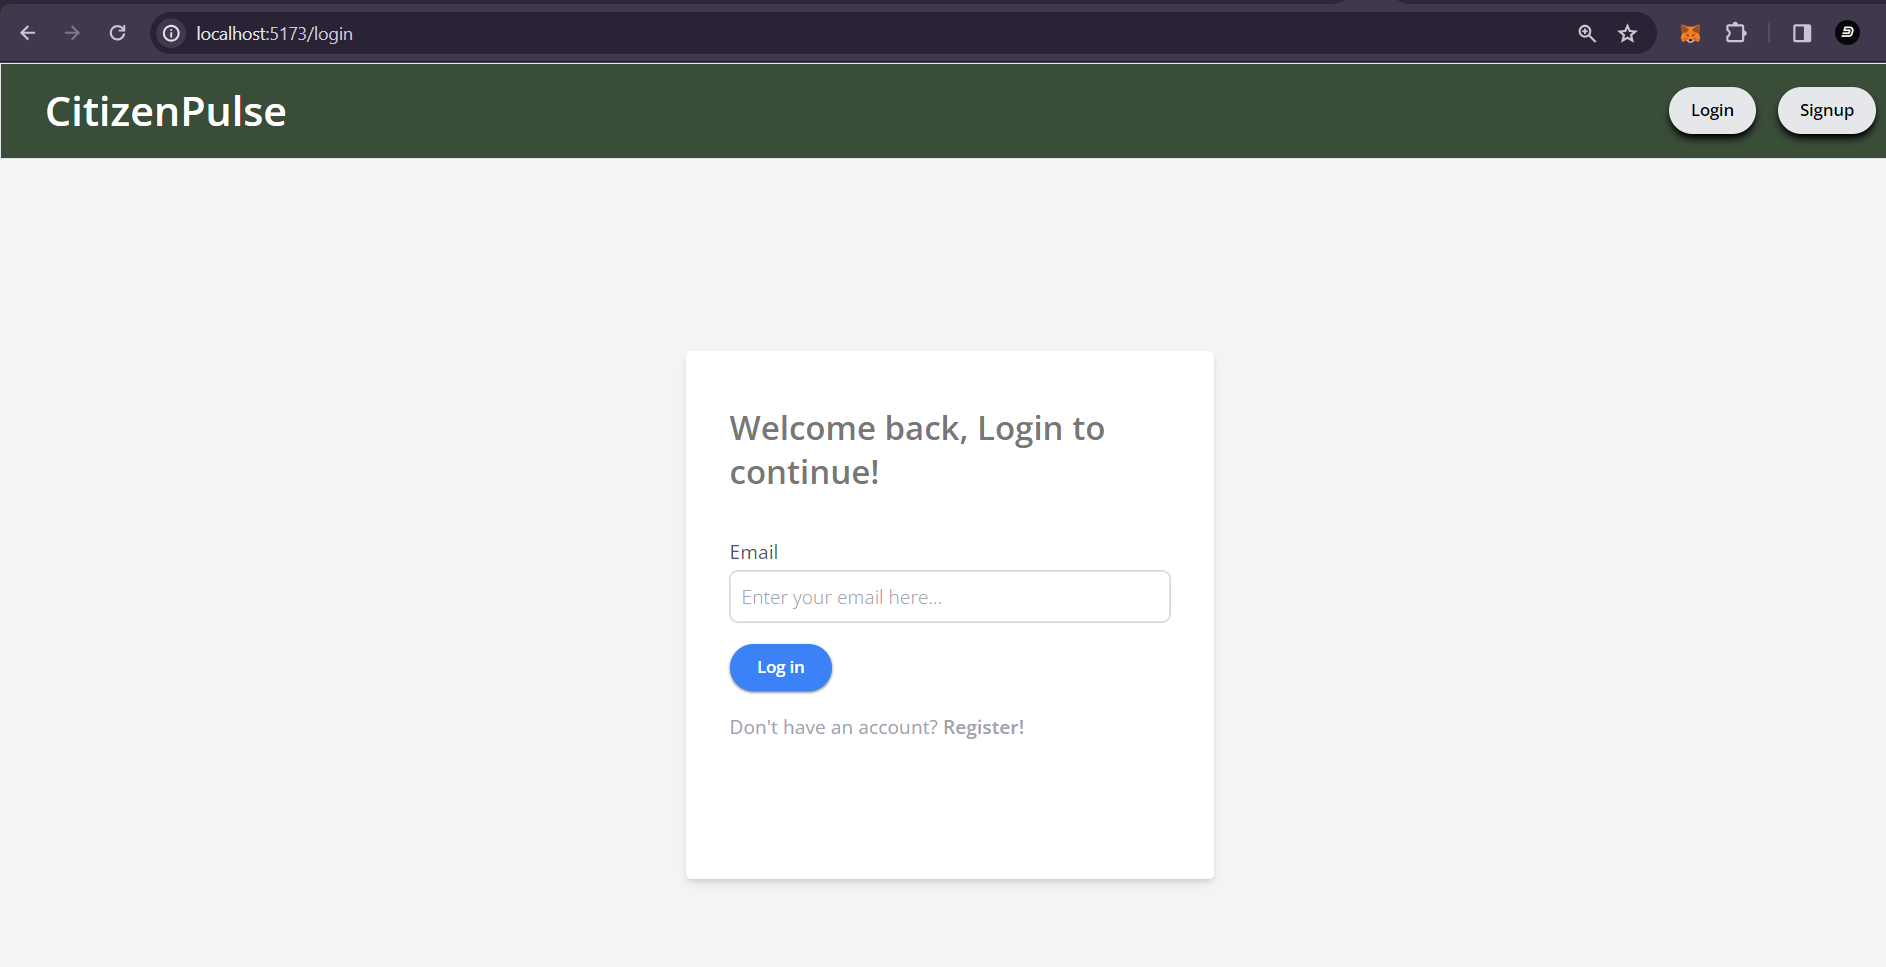 localhost:5173/login
CitizenPulse
Login
Signup
Welcome back, Login to
continue!
Email
Enter your email here...
Log in
Don't have an account? Register!